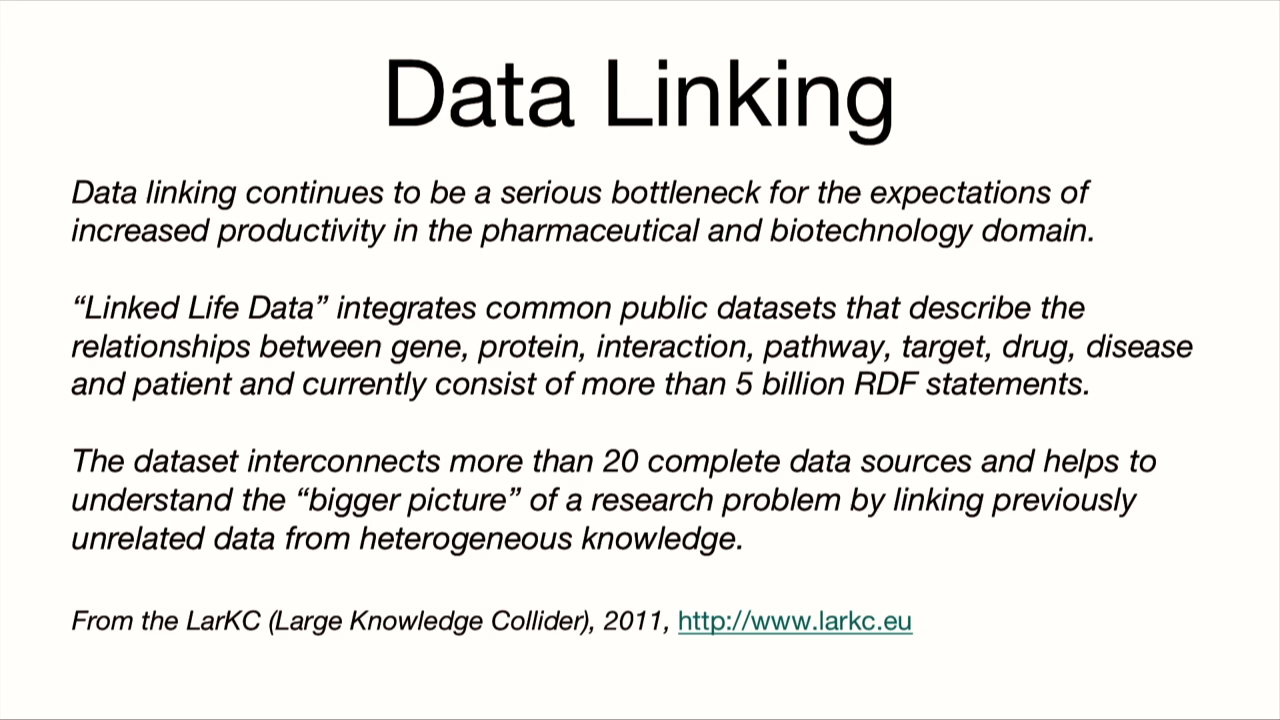 Data Linking
Data linking continues to be a serious bottleneck for the expectations of
increased productivity in the pharmaceutical and biotechnology domain.
“Linked Life Data” integrates common public datasets that describe the
relationships between gene, protein, interaction, pathway, target, drug, disease
and patient and currently consist of more than 5 billion RDF statements.
The dataset interconnects more than 20 complete data sources and helps to
understand the “bigger picture” of a research problem by linking previously
unrelated data from heterogeneous knowledge.
From the LarKC (Large Knowledge Collider), 2011, http://www.larkc.eu